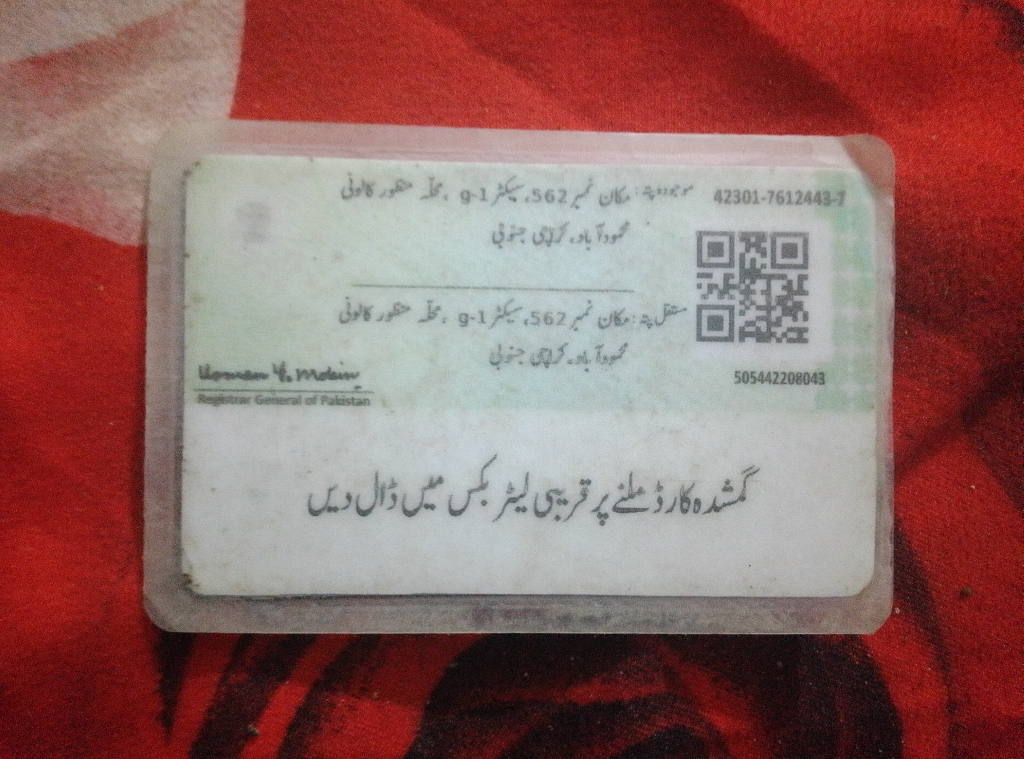 42301-7612443-7
موجودہ پتہ: مکان نمبر 562، سیکٹر g-1، محلہ منظور کالونی
محمود آباد، کراچی جنوبی
مستقل پتہ: مکان نمبر 562، سیکٹر g-1، محلہ منظور کالونی
محمود آباد، کراچی جنوبی
505442208043
Usman Y. Mobin
Registrar General of Pakistan
گمشدہ کارڈ ملنے پر قریبی لیٹر بکس میں ڈال دیں